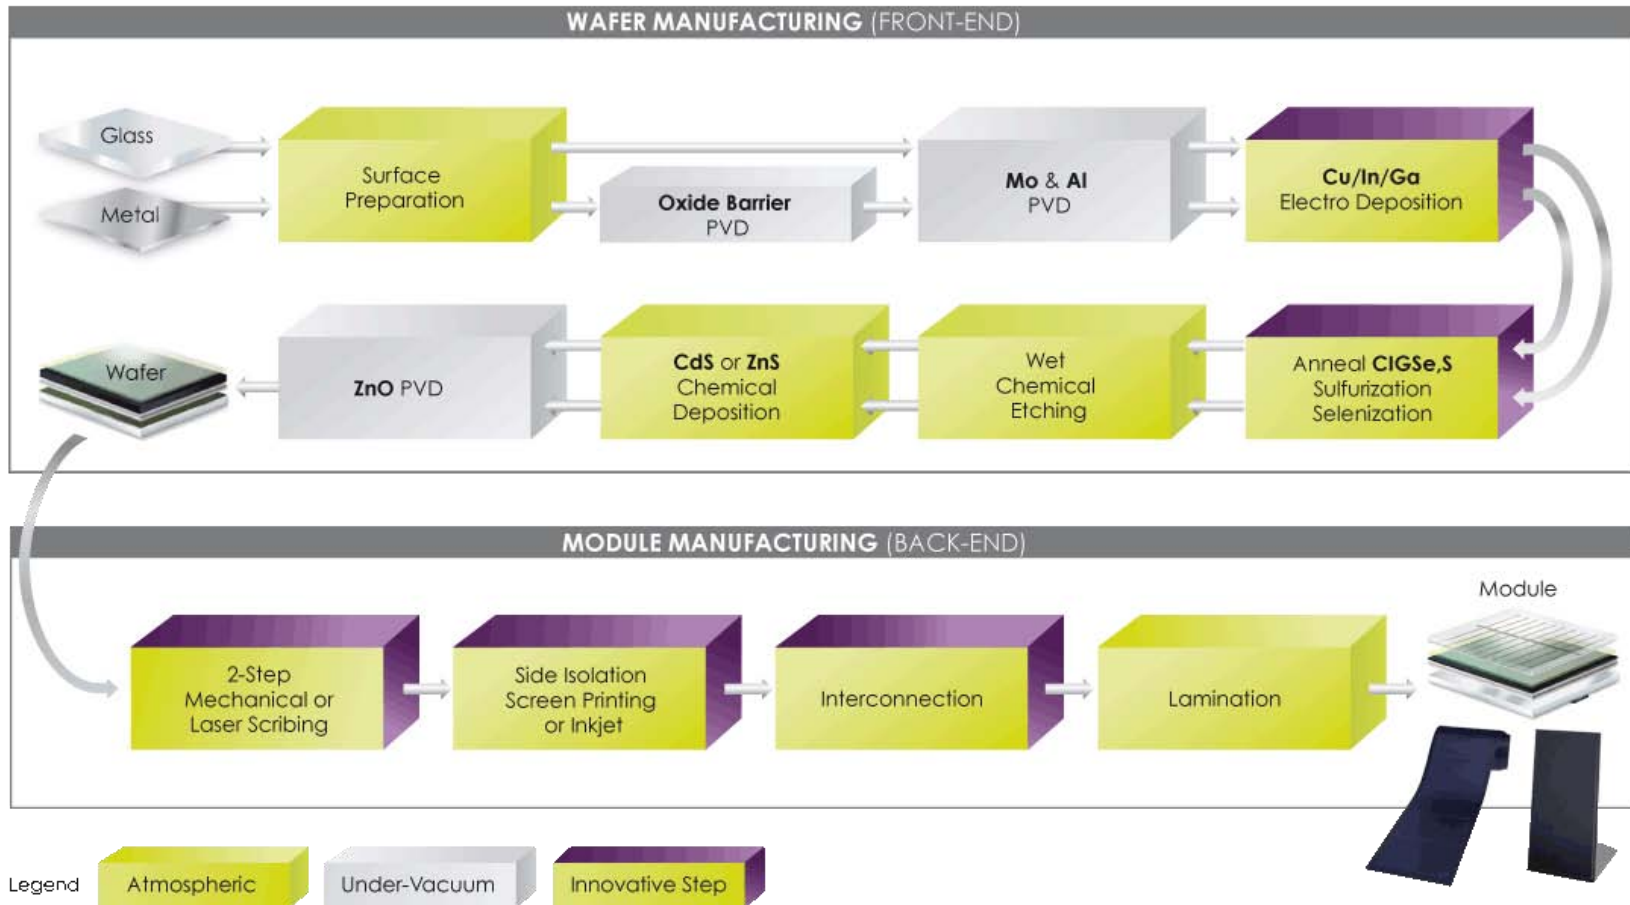 WAFER MANUFACTURING (FRONT-END)
Glass
Metal
Surface
Preparation
Oxide Barrier
PVD
Mo & Al
PVD
Cu/In/Ga
Electro Deposition
Wafer
ZnO PVD
CdS or ZnS
Chemical
Deposition
Wet
Chemical
Etching
Anneal CIGSe,S
Sulfurization
Selenization
MODULE MANUFACTURING (BACK-END)
2-Step
Mechanical or
Laser Scribing
Side Isolation
Screen Printing
or Inkjet
Interconnection
Lamination
Module
Legend
Atmospheric
Under-Vacuum
Innovative Step